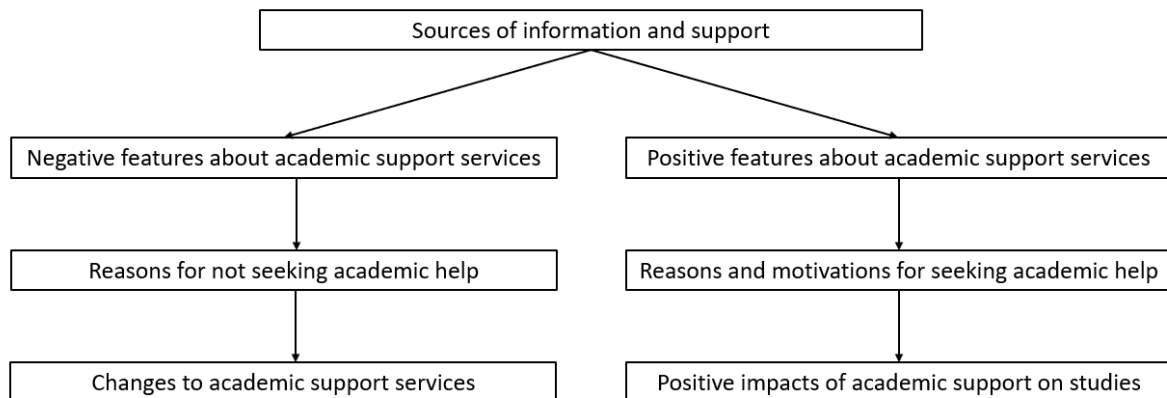 Sources of information and support
Negative features about academic support services
Positive features about academic support services
Reasons for not seeking academic help
Reasons and motivations for seeking academic help
Changes to academic support services
Positive impacts of academic support on studies